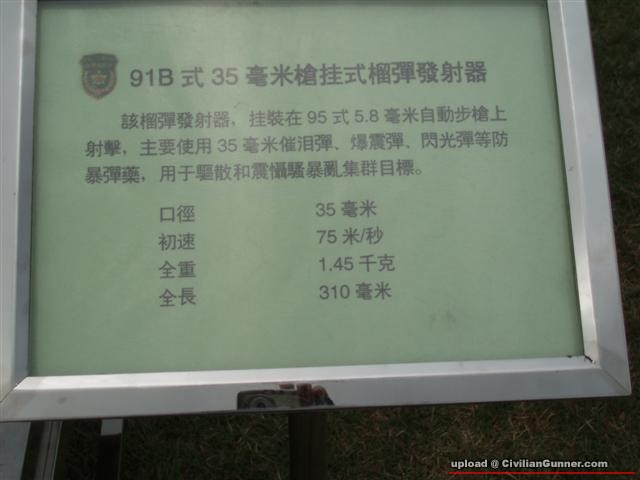 91B 式 35 毫米槍挂式榴彈發射器
該榴彈發射器，挂裝在 95 式 5.8 毫米自動步槍上
射擊，主要使用 35 毫米催泪彈、爆震彈、閃光彈等防
暴彈藥，用于驅散和震懾騷暴亂集群目標。
口徑 35 毫米
初速 75 米/秒
全重 1.45 千克
全長 310 毫米
upload @ CivilianGunner.com